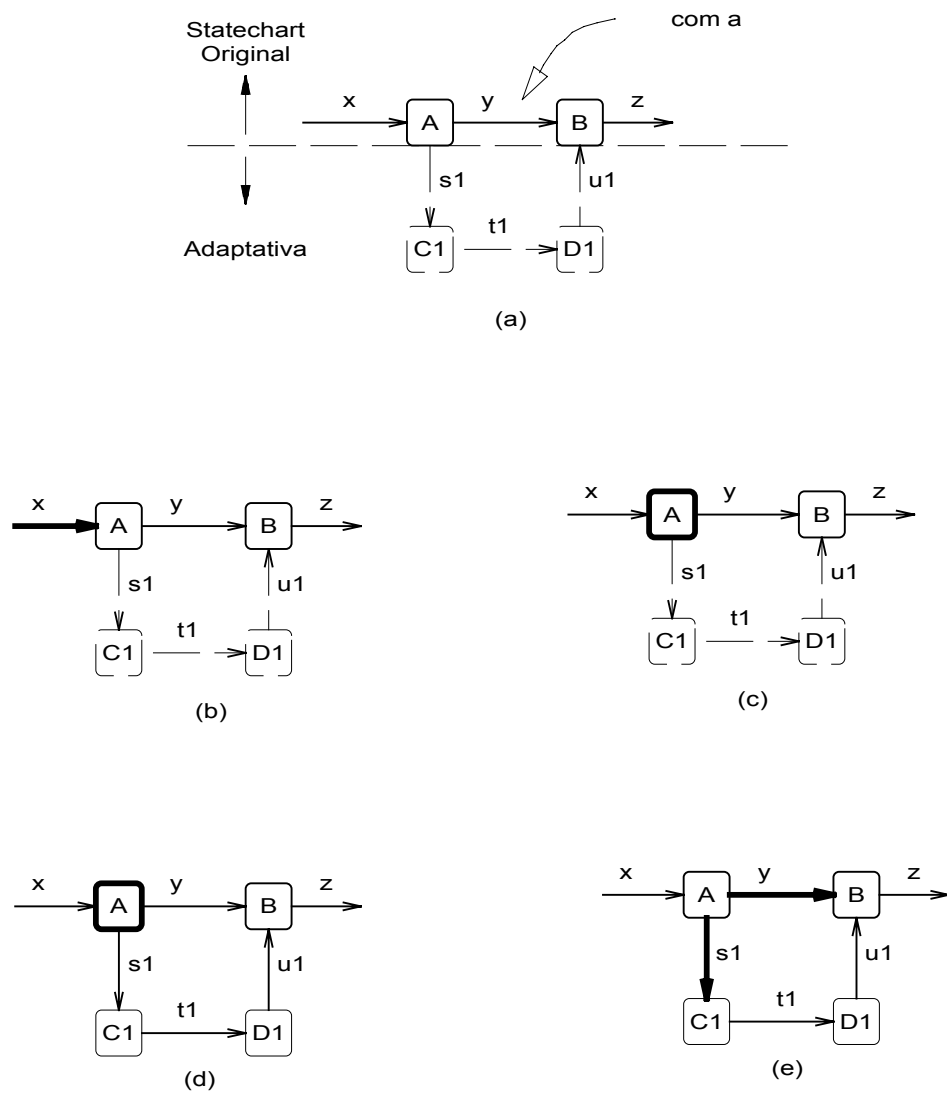 Statechart
Original
com a
x
y
z
A
B
s1
u1
Adaptativa
C1
t1
D1
(a)
x
y
z
A
B
s1
u1
C1
t1
D1
(b)
x
y
z
A
B
s1
u1
C1
t1
D1
(c)
x
y
z
A
B
s1
u1
C1
t1
D1
(d)
x
y
z
A
B
s1
u1
C1
t1
D1
(e)